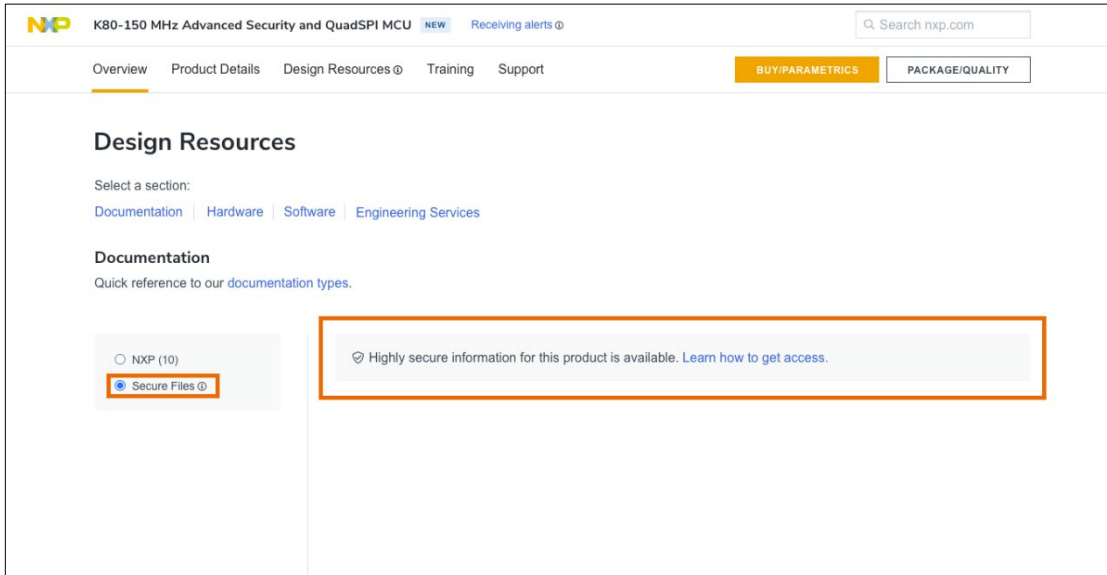 NXP K80-150 MHz Advanced Security and QuadSPI MCU NEW Receiving alerts Search nxp.com
Overview Product Details Design Resources Training Support BUY/PARAMETRICS PACKAGE/QUALITY
Design Resources
Select a section:
Documentation Hardware Software Engineering Services
Documentation
Quick reference to our documentation types.
NXP (10)
Highly secure information for this product is available. Learn how to get access.
Secure Files